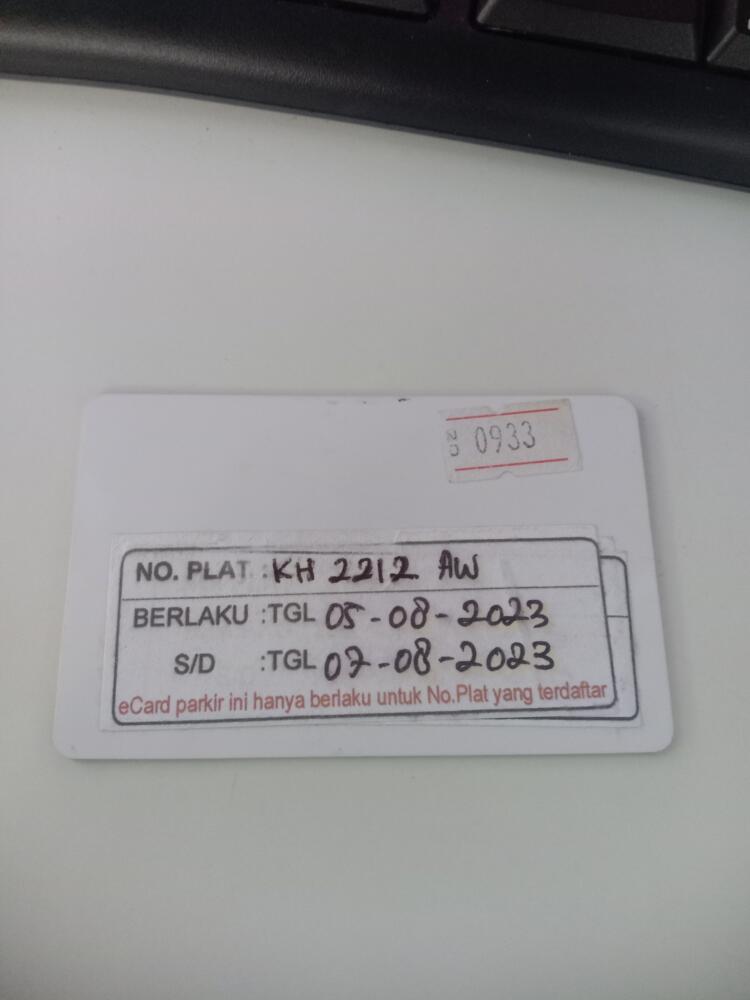 NO 0933
NO. PLAT : KH 2212 AW
BERLAKU :TGL 05-08-2023
S/D :TGL 07-08-2023
eCard parkir ini hanya berlaku untuk No.Plat yang terdaftar